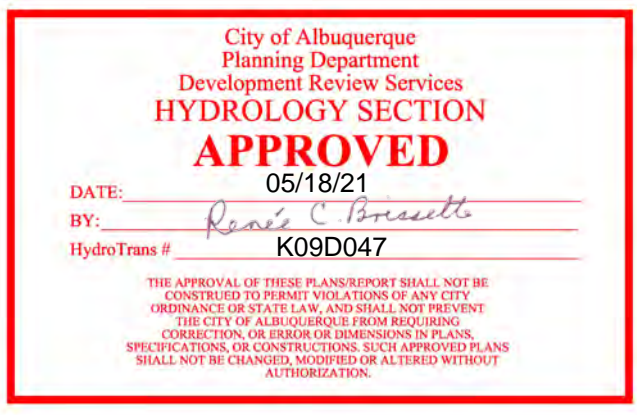 City of Albuquerque
Planning Department
Development Review Services
HYDROLOGY SECTION
APPROVED
DATE: 05/18/21
BY: Renée C. Brissette
HydroTrans # K09D047
THE APPROVAL OF THESE PLANS/REPORT SHALL NOT BE
CONSTRUED TO PERMIT VIOLATIONS OF ANY CITY
ORDINANCE OR STATE LAW, AND SHALL NOT PREVENT
THE CITY OF ALBUQUERQUE FROM REQUIRING
CORRECTION, OR ERROR OR DIMENSIONS IN PLANS,
SPECIFICATIONS, OR CONSTRUCTIONS. SUCH APPROVED PLANS
SHALL NOT BE CHANGED, MODIFIED OR ALTERED WITHOUT
AUTHORIZATION.